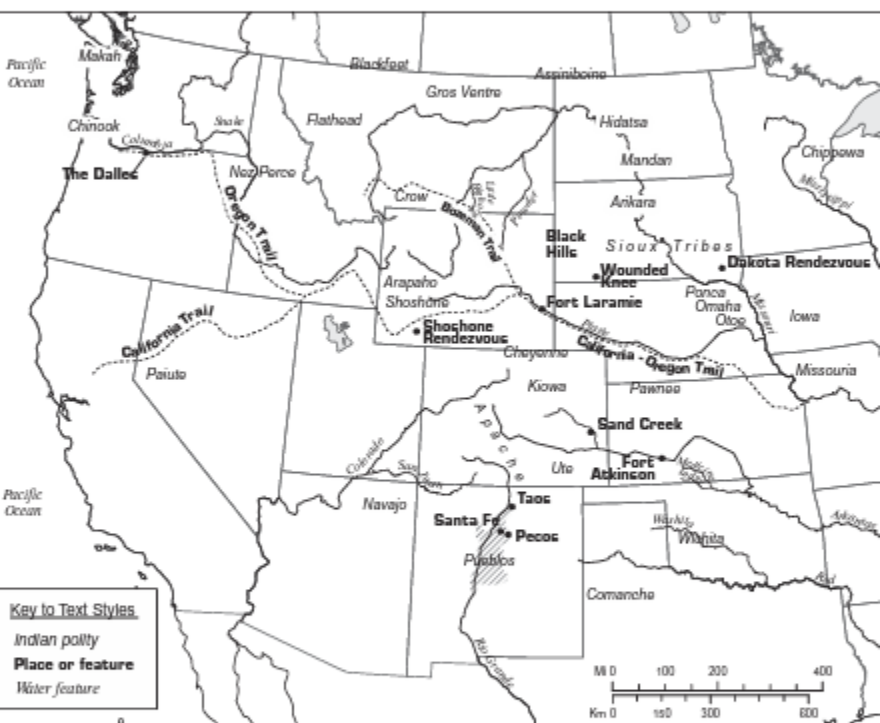 Makah
Pacific
Ocean
Blackfeet
Assiniboine
Gros Ventre
Chinook
Columbia
Snake
Flathead
Hidatsa
Chippewa
The Dalles
Nez Perce
Mandan
Mississippi
Crow
Little
Bighorn
Powder
Arikara
Oregon Trail
Bozeman Trail
Black
Hills
Sioux Tribes
Wounded
Knee
Dakota Rendezvous
Arapaho
Shoshone
Fort Laramie
Ponca
Omaha
Otoe
Missouri
Iowa
California Trail
Shoshone
Rendezvous
Platte
California - Oregon Trail
Cheyenne
Paiute
Kiowa
Pawnee
Missouria
Apache
Sand Creek
Colorado
San Juan
Ute
Fort
Atkinson
Pacific
Ocean
Navajo
Taos
Santa Fe
Pecos
Washita
Wichita
Arkansas
Pueblos
Red
Comanche
Key to Text Styles
Indian polity
Place or feature
Water feature
Rio Grande
Mi 0 100 200 400
Km 0 150 300 600